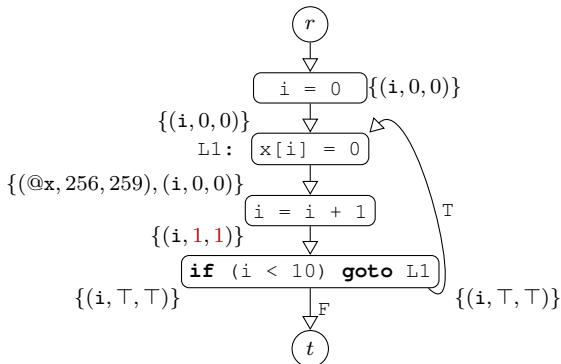 r
i = 0 {(i, 0, 0)}
{(i, 0, 0)}
L1: x[i] = 0
{(@x, 256, 259), (i, 0, 0)}
i = i + 1
T
{(i, 1, 1)}
if (i < 10) goto L1
{(i, ⊤, ⊤)} F {(i, ⊤, ⊤)}
t